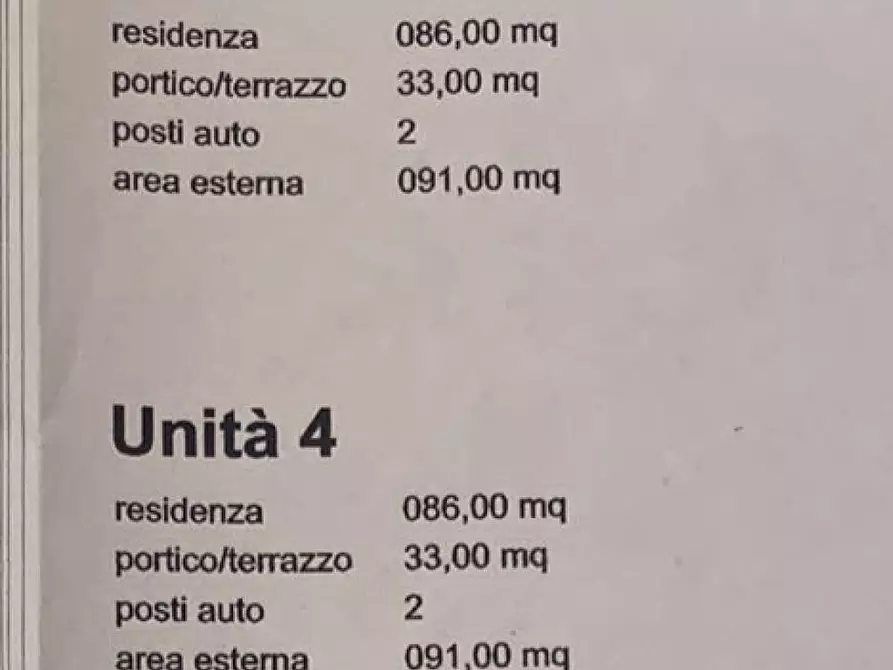 residenza 086,00 mq
portico/terrazzo 33,00 mq
posti auto 2
area esterna 091,00 mq
Unità 4
residenza 086,00 mq
portico/terrazzo 33,00 mq
posti auto 2
area esterna 091,00 mq